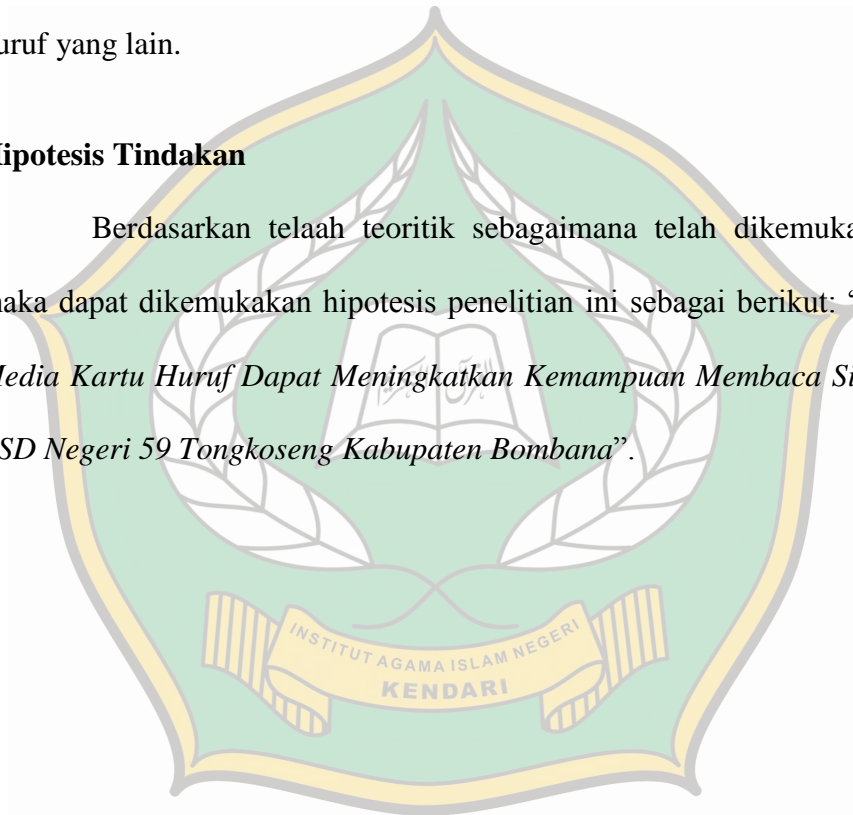 uruf yang lain.
Hipotesis Tindakan
Berdasarkan telaah teoritik sebagaimana telah dikemuka
maka dapat dikemukakan hipotesis penelitian ini sebagai berikut: “
Media Kartu Huruf Dapat Meningkatkan Kemampuan Membaca Si
SD Negeri 59 Tongkoseng Kabupaten Bombana”.
INSTITUT AGAMA ISLAM NEGERI
KENDARI